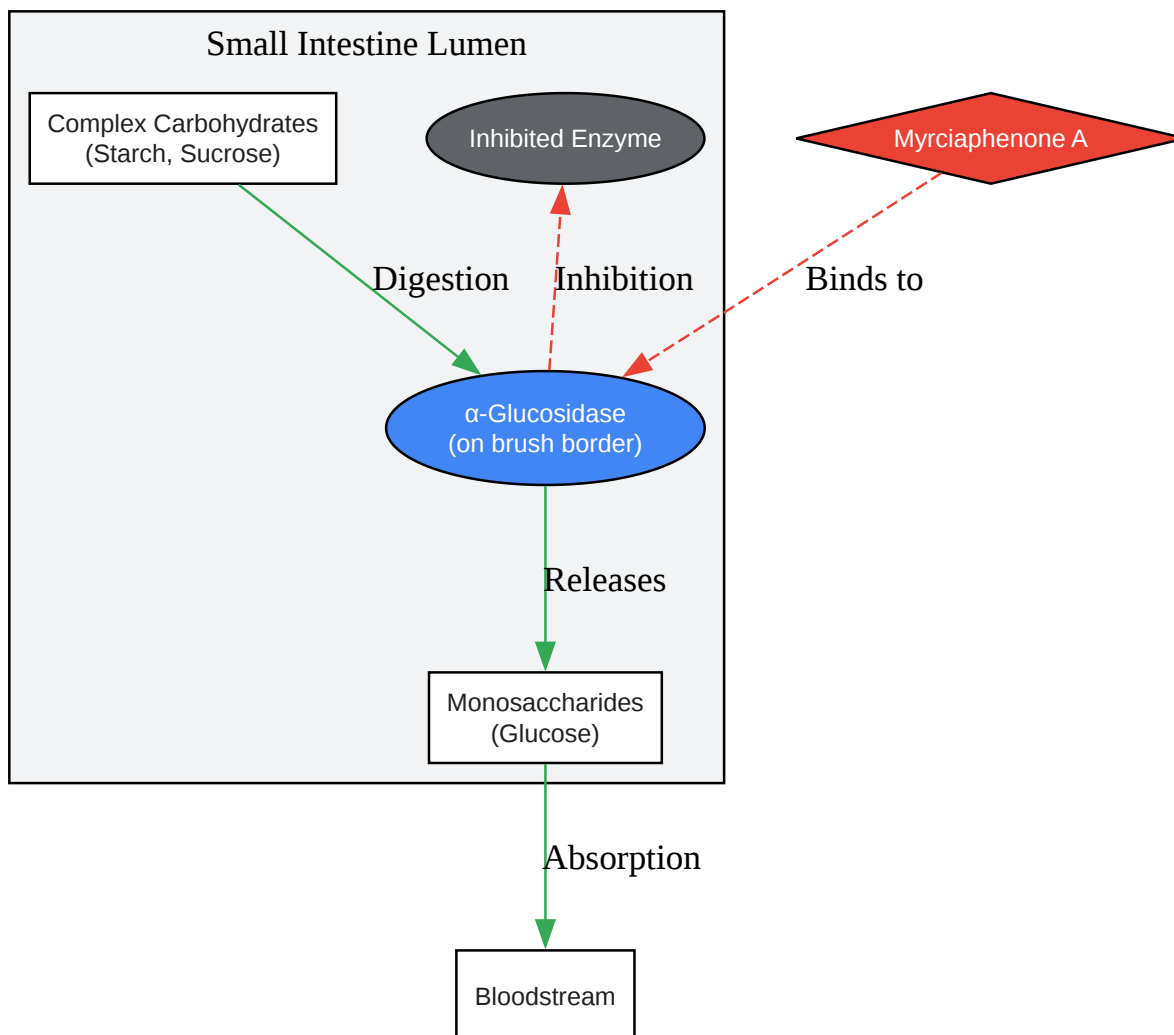 Small Intestine Lumen
Complex Carbohydrates
(Starch, Sucrose)
Inhibited Enzyme
Myrciaphenone A
Digestion
Inhibition
Binds to
α-Glucosidase
(on brush border)
Releases
Monosaccharides
(Glucose)
Absorption
Bloodstream